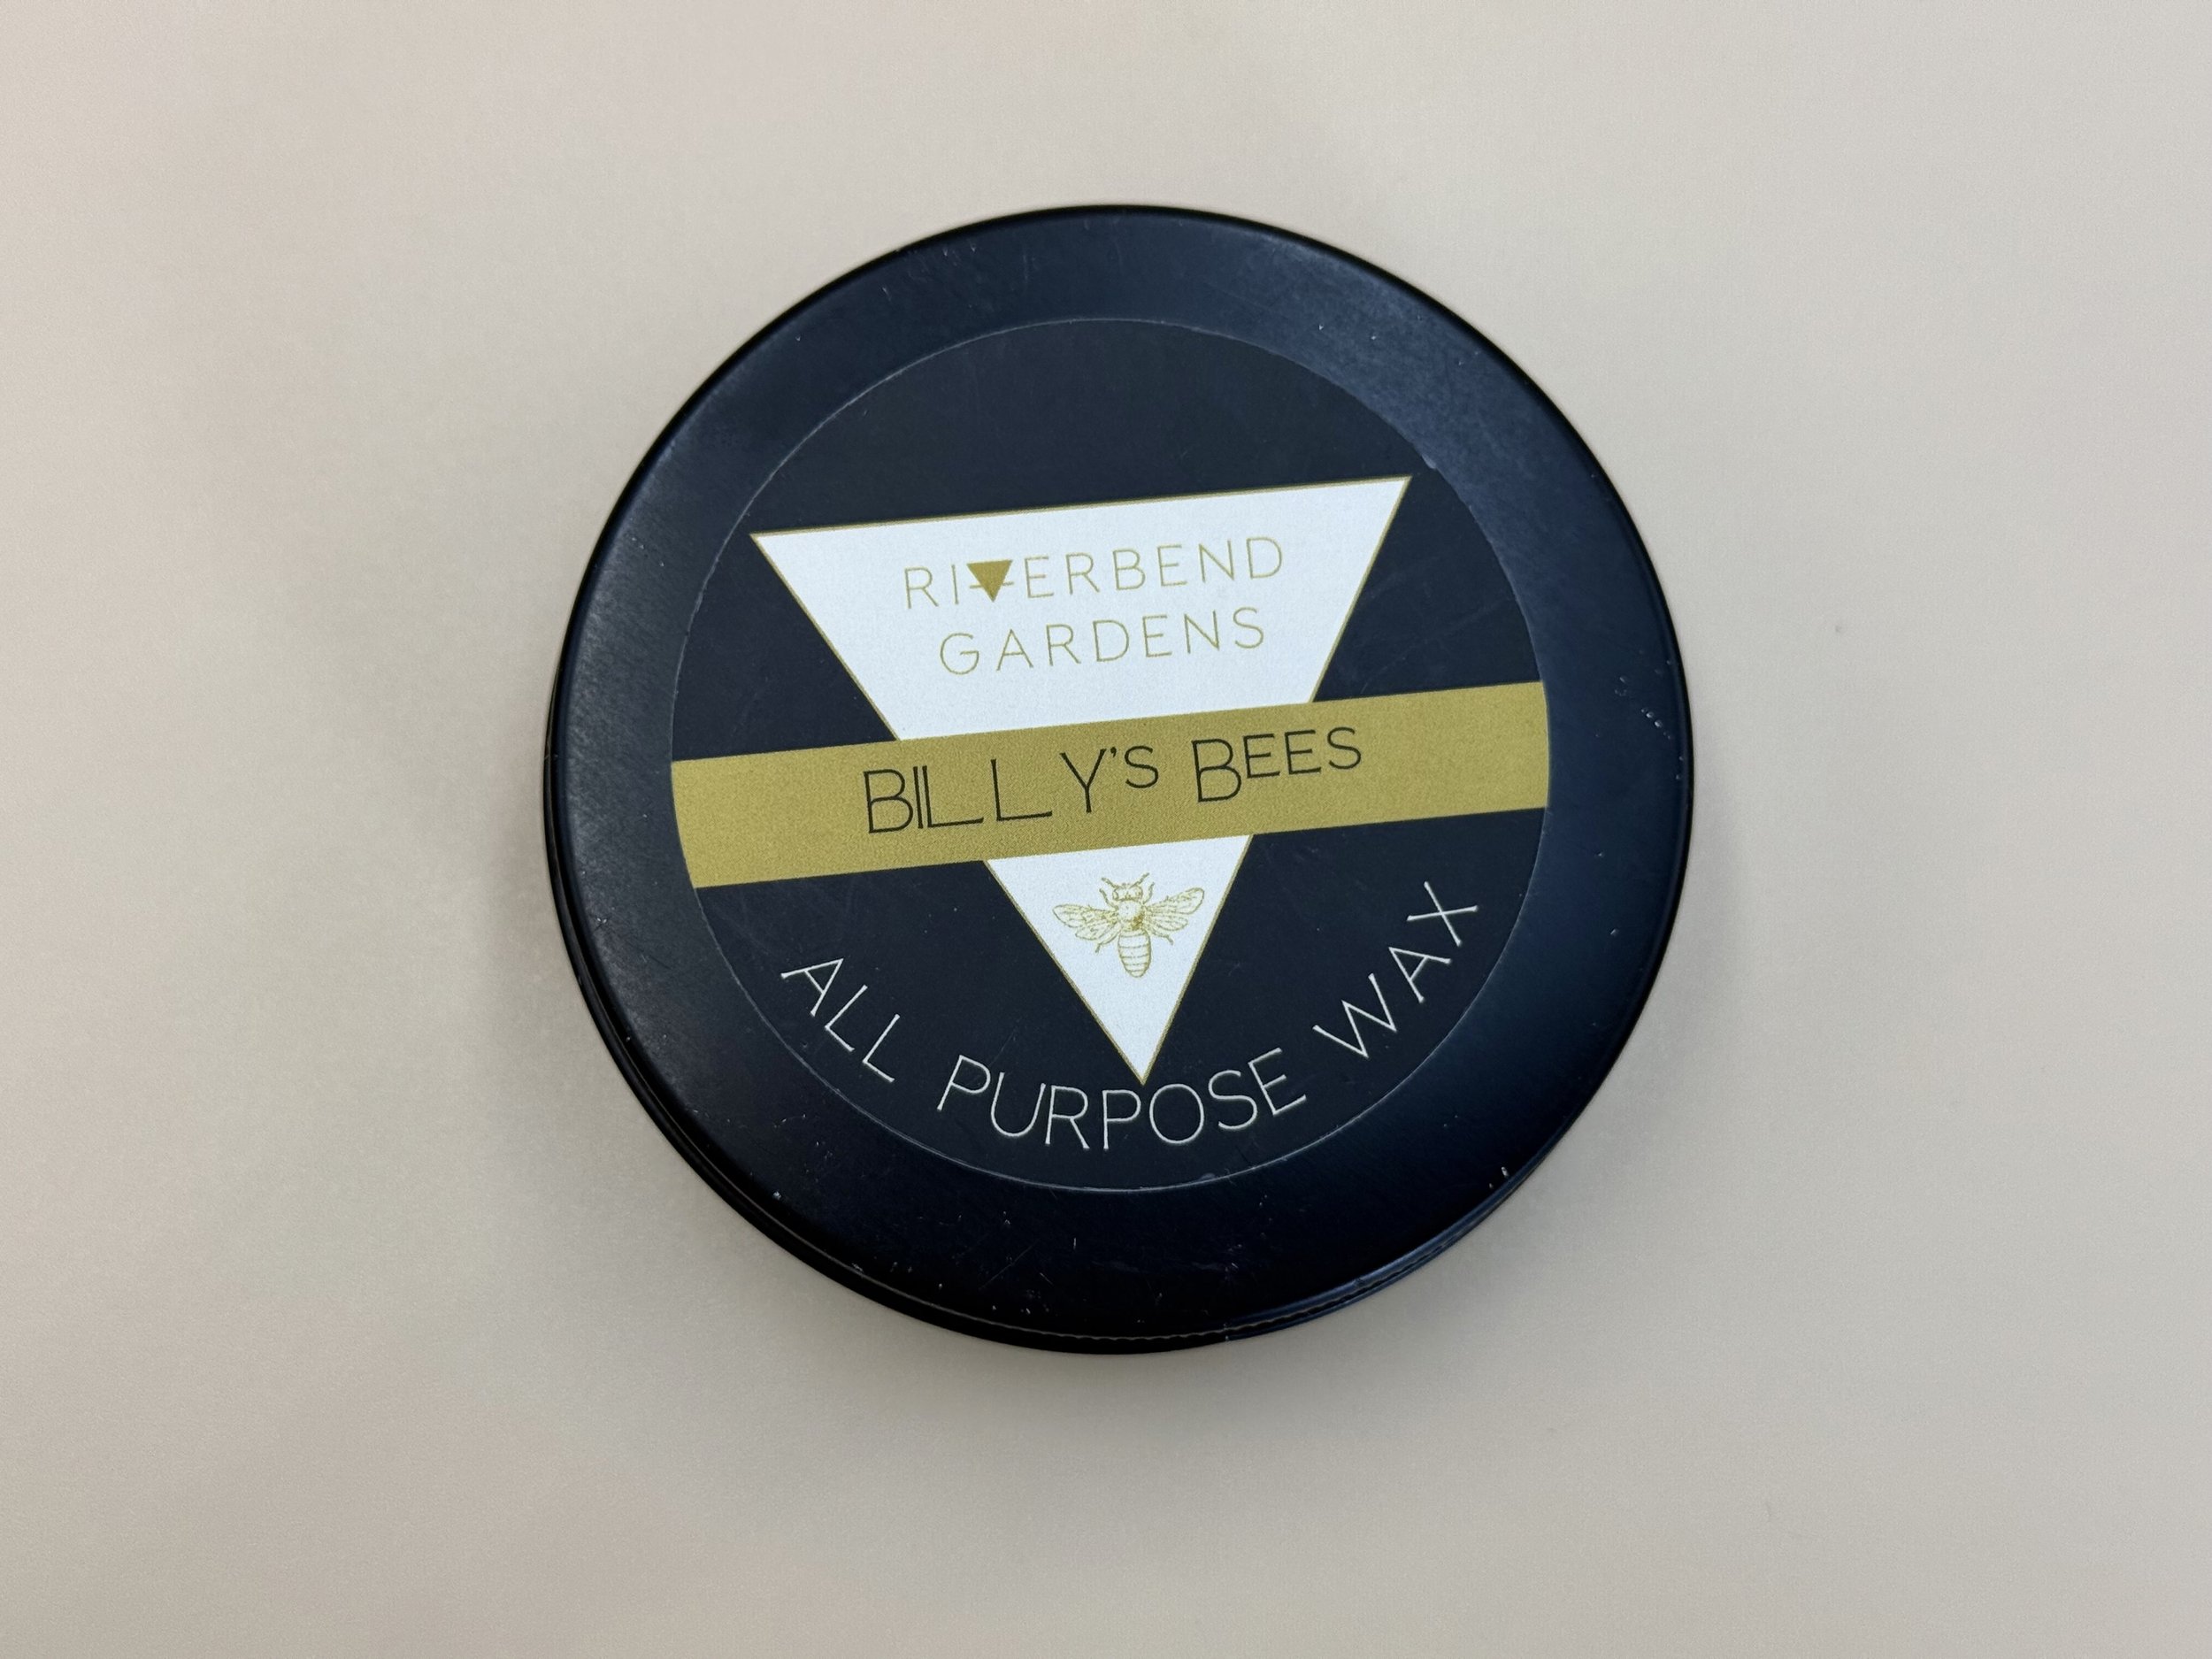 RIVERBEND
GARDENS
BILLY'S BEES
ALL PURPOSE WAX